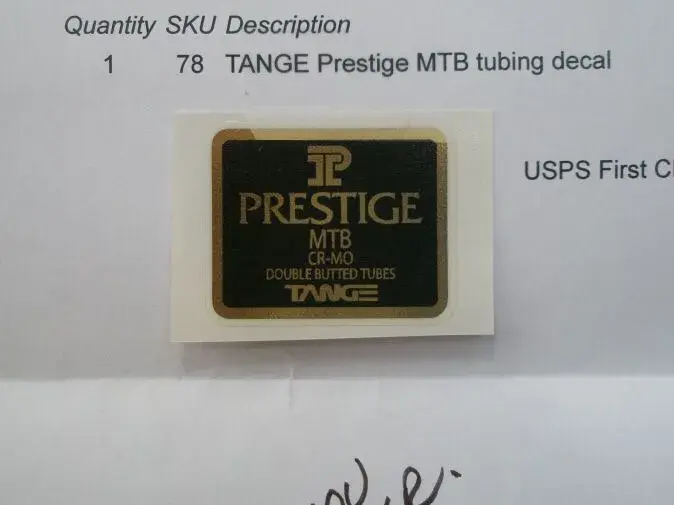 Quantity SKU Description
1 78 TANGE Prestige MTB tubing decal
USPS First
PRESTIGE
MTB
CR-MO
DOUBLE BUTTED TUBES
TANGE